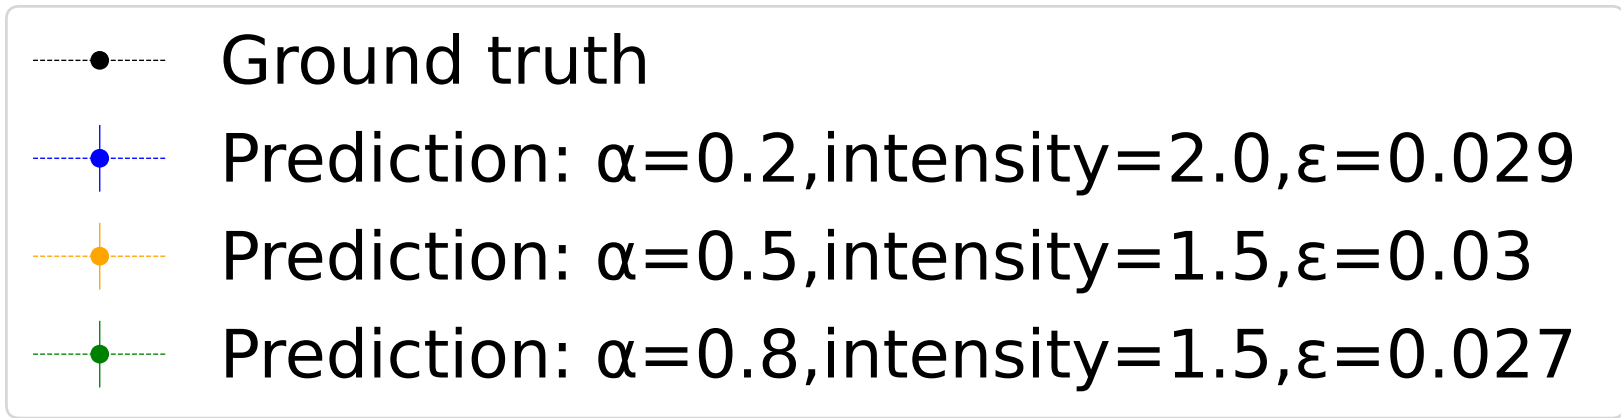 Ground truth
Prediction: α=0.2,intensity=2.0,ε=0.029
Prediction: α=0.5,intensity=1.5,ε=0.03
Prediction: α=0.8,intensity=1.5,ε=0.027